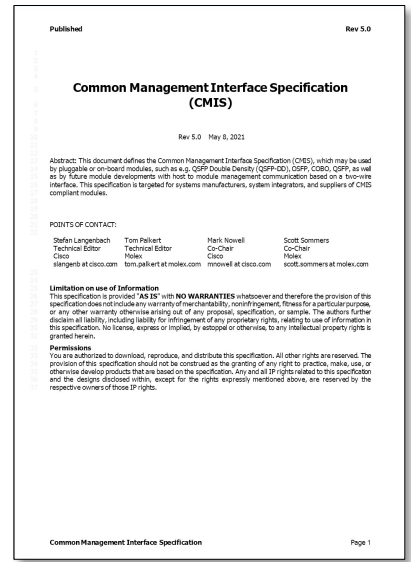 Published Rev 5.0
Common Management Interface Specification
(CMIS)
Rev 5.0 May 8, 2021
Abstract: This document defines the Common Management Interface Specification (CMIS), which may be used
by pluggable or on-board modules, such as e.g. QSFP Double Density (QSFP-DD), OSFP, COBO, QSFP, as well
as by future module developments with host to module management communication based on a two-wire
interface. This specification is targeted for systems manufacturers, system integrators, and suppliers of CMIS
compliant modules.
POINTS OF CONTACT:
Stefan Langenbach Tom Palkert Mark Nowell Scott Sommers
Technical Editor Technical Editor Co-Chair Co-Chair
Cisco Molex Cisco Molex
slangenb at cisco.com tom.palkert at molex.com mnowell at cisco.com scott.sommers at molex.com
Limitation on use of Information
This specification is provided "AS IS" with NO WARRANTIES whatsoever and therefore the provision of this
specification does not include any warranty of merchantability, noninfringement, fitness for a particular purpose,
or any other warranty otherwise arising out of any proposal, specification, or sample. The authors further
disclaim all liability, including liability for infringement of any proprietary rights, relating to use of information in
this specification. No license, express or implied, by estoppel or otherwise, to any intellectual property rights is
granted herein.
Permissions
You are authorized to download, reproduce, and distribute this specification. All other rights are reserved. The
provision of this specification should not be construed as the granting of any right to practice, make, use, or
otherwise develop products that are based on the specification. Any and all IP rights related to this specification
and the designs disclosed within, except for the rights expressly mentioned above, are reserved by the
respective owners of those IP rights.
Common Management Interface Specification Page 1